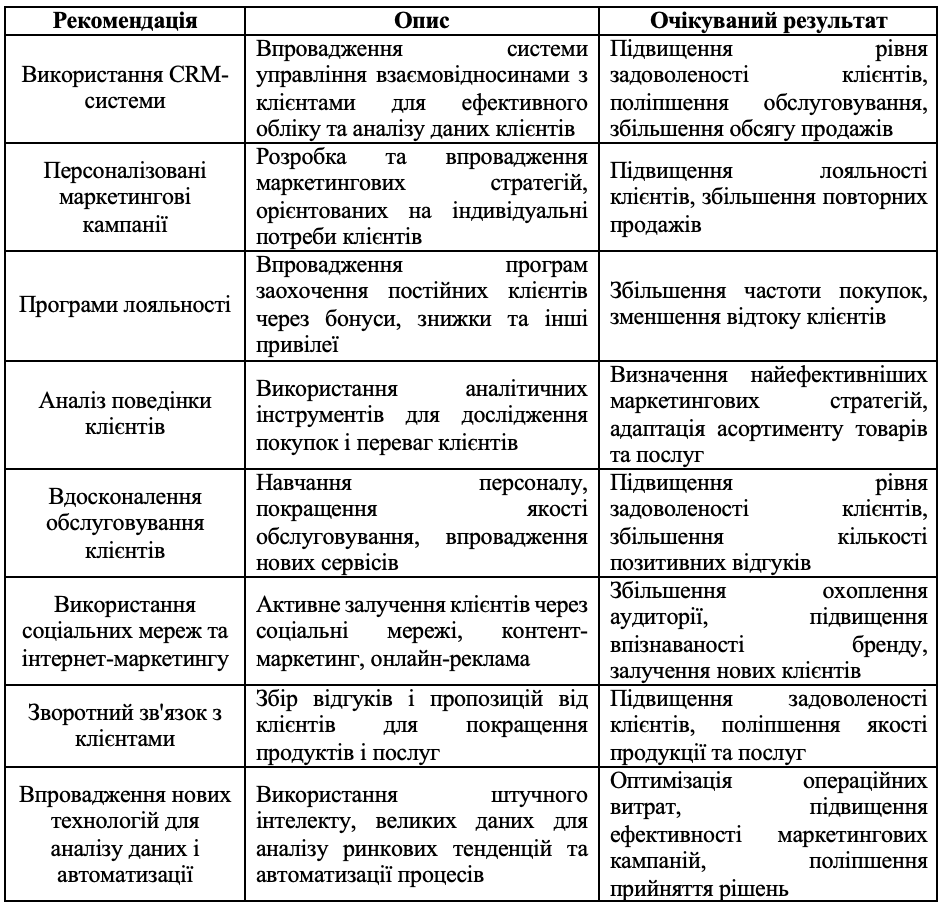 Рекомендація
Опис
Очікуваний результат
Використання CRM-
системи
Впровадження системи
управління взаємовідносинами з
клієнтами для ефективного
обліку та аналізу даних клієнтів
Підвищення рівня
задоволеності клієнтів,
поліпшення обслуговування,
збільшення обсягу продажів
Персоналізовані
маркетингові
кампанії
Розробка та впровадження
маркетингових стратегій,
орієнтованих на індивідуальні
потреби клієнтів
Підвищення лояльності
клієнтів, збільшення повторних
продажів
Програми лояльності
Впровадження програм
заохочення постійних клієнтів
через бонуси, знижки та інші
привілеї
Збільшення частоти покупок,
зменшення відтоку клієнтів
Аналіз поведінки
клієнтів
Використання аналітичних
інструментів для дослідження
покупок і переваг клієнтів
Визначення найефективніших
маркетингових стратегій,
адаптація асортименту товарів
та послуг
Вдосконалення
обслуговування
клієнтів
Навчання персоналу,
покращення якості
обслуговування, впровадження
нових сервісів
Підвищення рівня
задоволеності клієнтів,
збільшення кількості
позитивних відгуків
Використання
соціальних мереж та
інтернет-маркетингу
Активне залучення клієнтів через
соціальні мережі, контент-
маркетинг, онлайн-реклама
Збільшення охоплення
аудиторії, підвищення
впізнаваності бренду,
залучення нових клієнтів
Зворотний зв'язок з
клієнтами
Збір відгуків і пропозицій від
клієнтів для покращення
продуктів і послуг
Підвищення задоволеності
клієнтів, поліпшення якості
продукції та послуг
Впровадження нових
технологій для
аналізу даних і
автоматизації
Використання штучного
інтелекту, великих даних для
аналізу ринкових тенденцій та
автоматизації процесів
Оптимізація операційних
витрат, підвищення
ефективності маркетингових
кампаній, поліпшення
прийняття рішень